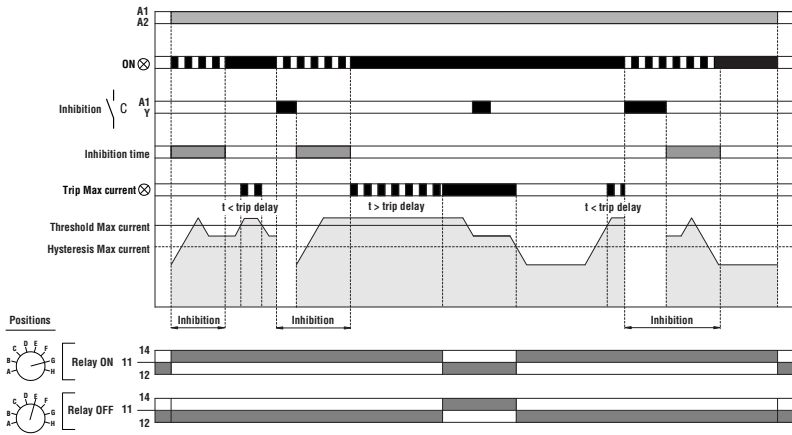 A1
A2
ON
Inhibition C A1
Y
Inhibition time
Trip Max current
t < trip delay t > trip delay t < trip delay
Threshold Max current
Hysteresis Max current
Inhibition Inhibition Inhibition
Positions
A B C D E F G H
Relay ON 11 14
12
A B C D E F G H
Relay OFF 11 14
12